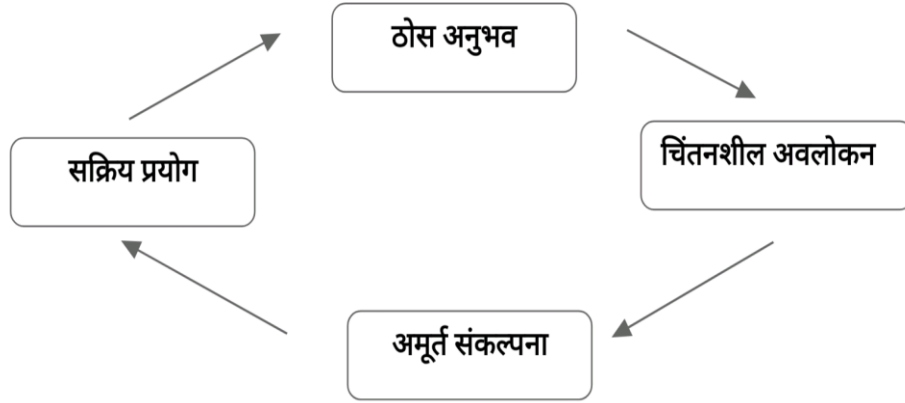 ठोस अनुभव
चिंतनशील अवलोकन
अमूर्त संकल्पना
सक्रिय प्रयोग